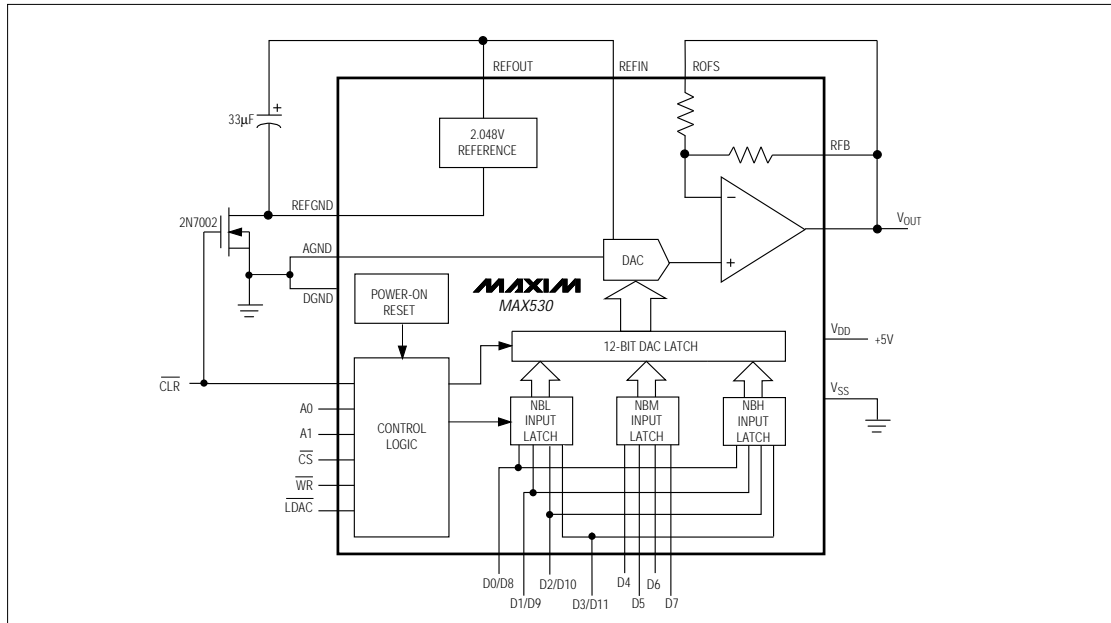 REFOUT
REFIN
ROFS
33µF
+
2.048V
REFERENCE
RFB
2N7002
REFGND
−
VOUT
AGND
DAC
+
DGND
POWER-ON
RESET
MAXIM
MAX530
VDD
+5V
12-BIT DAC LATCH
CLR
VSS
A0
NBL
INPUT
LATCH
NBM
INPUT
LATCH
NBH
INPUT
LATCH
CONTROL
LOGIC
A1
CS
WR
LDAC
D0/D8
D2/D10
D4
D6
D1/D9
D3/D11
D5
D7